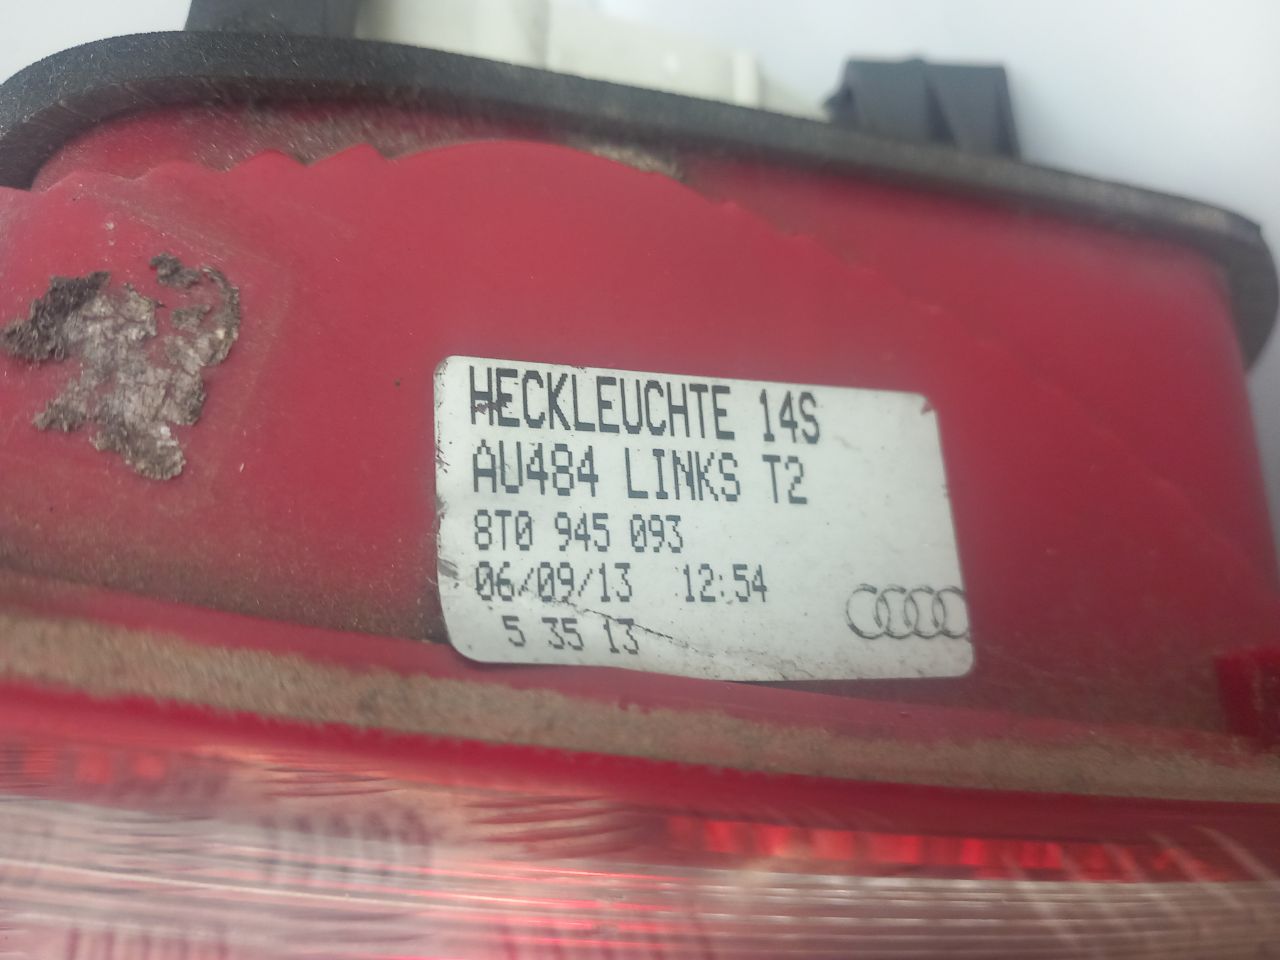 HECKLEUCHTE 14S
AU484 LINKS T2
8T0 945 093
06/09/13 12:54
5 35 13